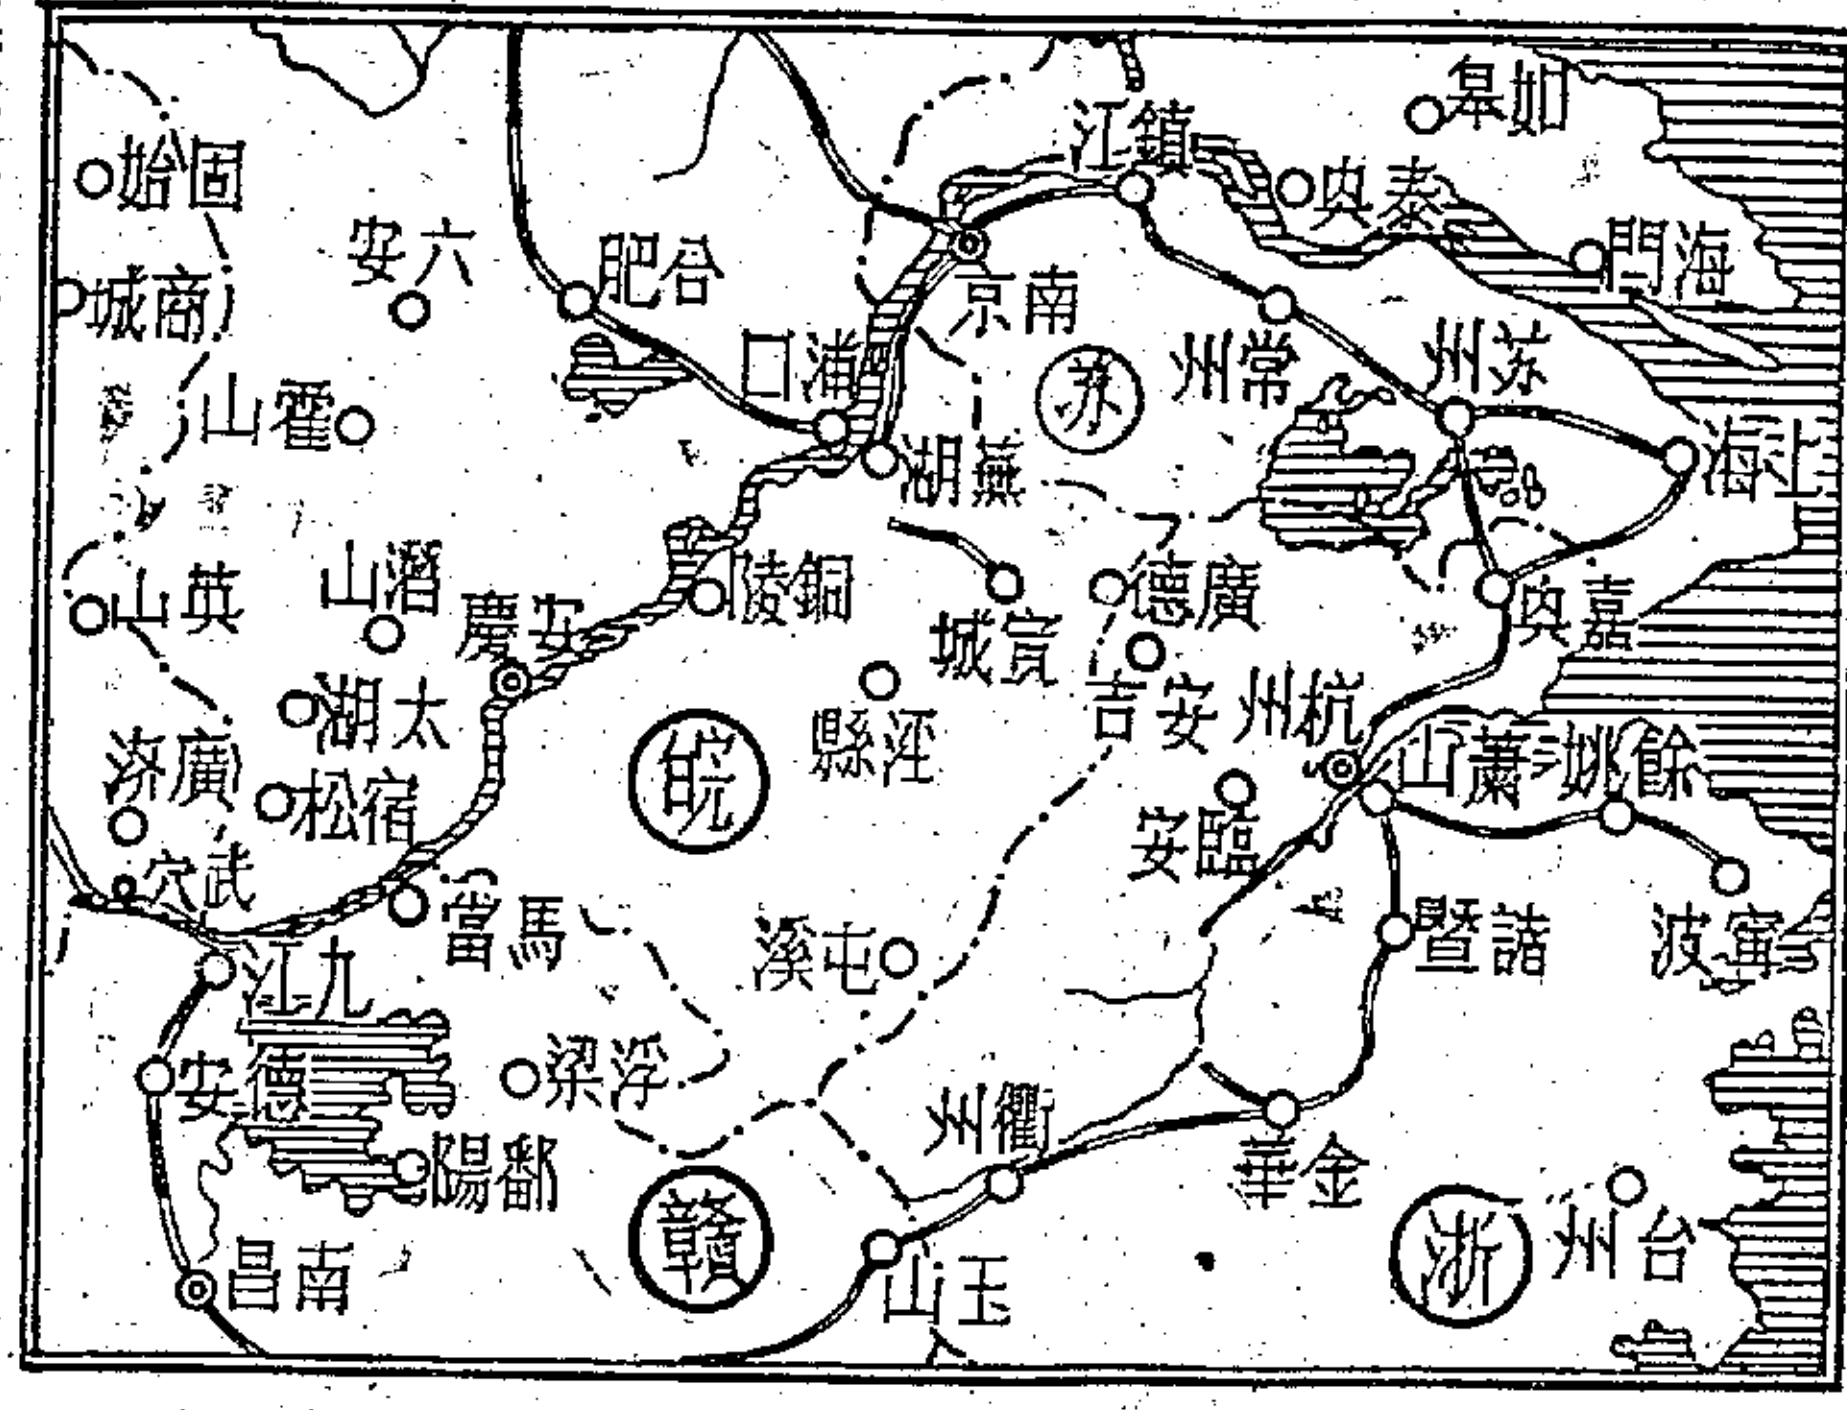 如皋
鎮江
固始
泰興
六安
合肥
海門
商城
南京
浦口
常州
苏州
霍山
苏
上海
蕪湖
英山
潛山
安慶
銅陵
廣德
宣城
嘉興
太湖
安吉
杭州
廣濟
宿松
皖
涇縣
蕭山
餘姚
臨安
武穴
馬當
屯溪
諸暨
寧波
九江
德安
浮梁
鄱陽
衢州
金華
南昌
贛
玉山
浙
台州